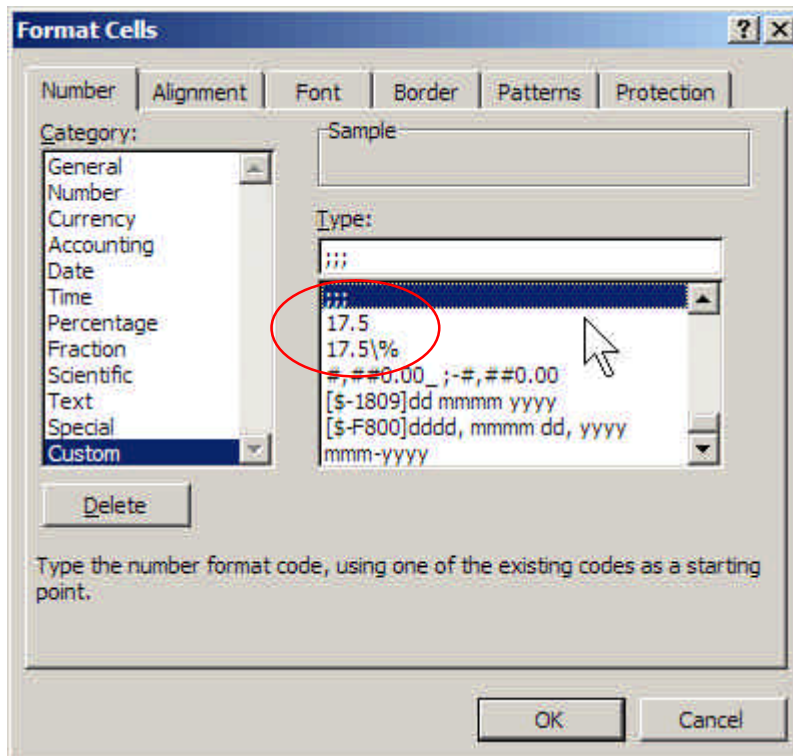 Format Cells
Number Alignment Font Border Patterns Protection
Category:
General
Number
Currency
Accounting
Date
Time
Percentage
Fraction
Scientific
Text
Special
Custom
Sample
Type:
;;;
;;;
17.5
17.5\%
#,##0.00_ ;-#,##0.00
[$-1809]dd mmmm yyyy
[$-F800]dddd, mmmm dd, yyyy
mmm-yyyy
Delete
Type the number format code, using one of the existing codes as a starting
point.
OK Cancel